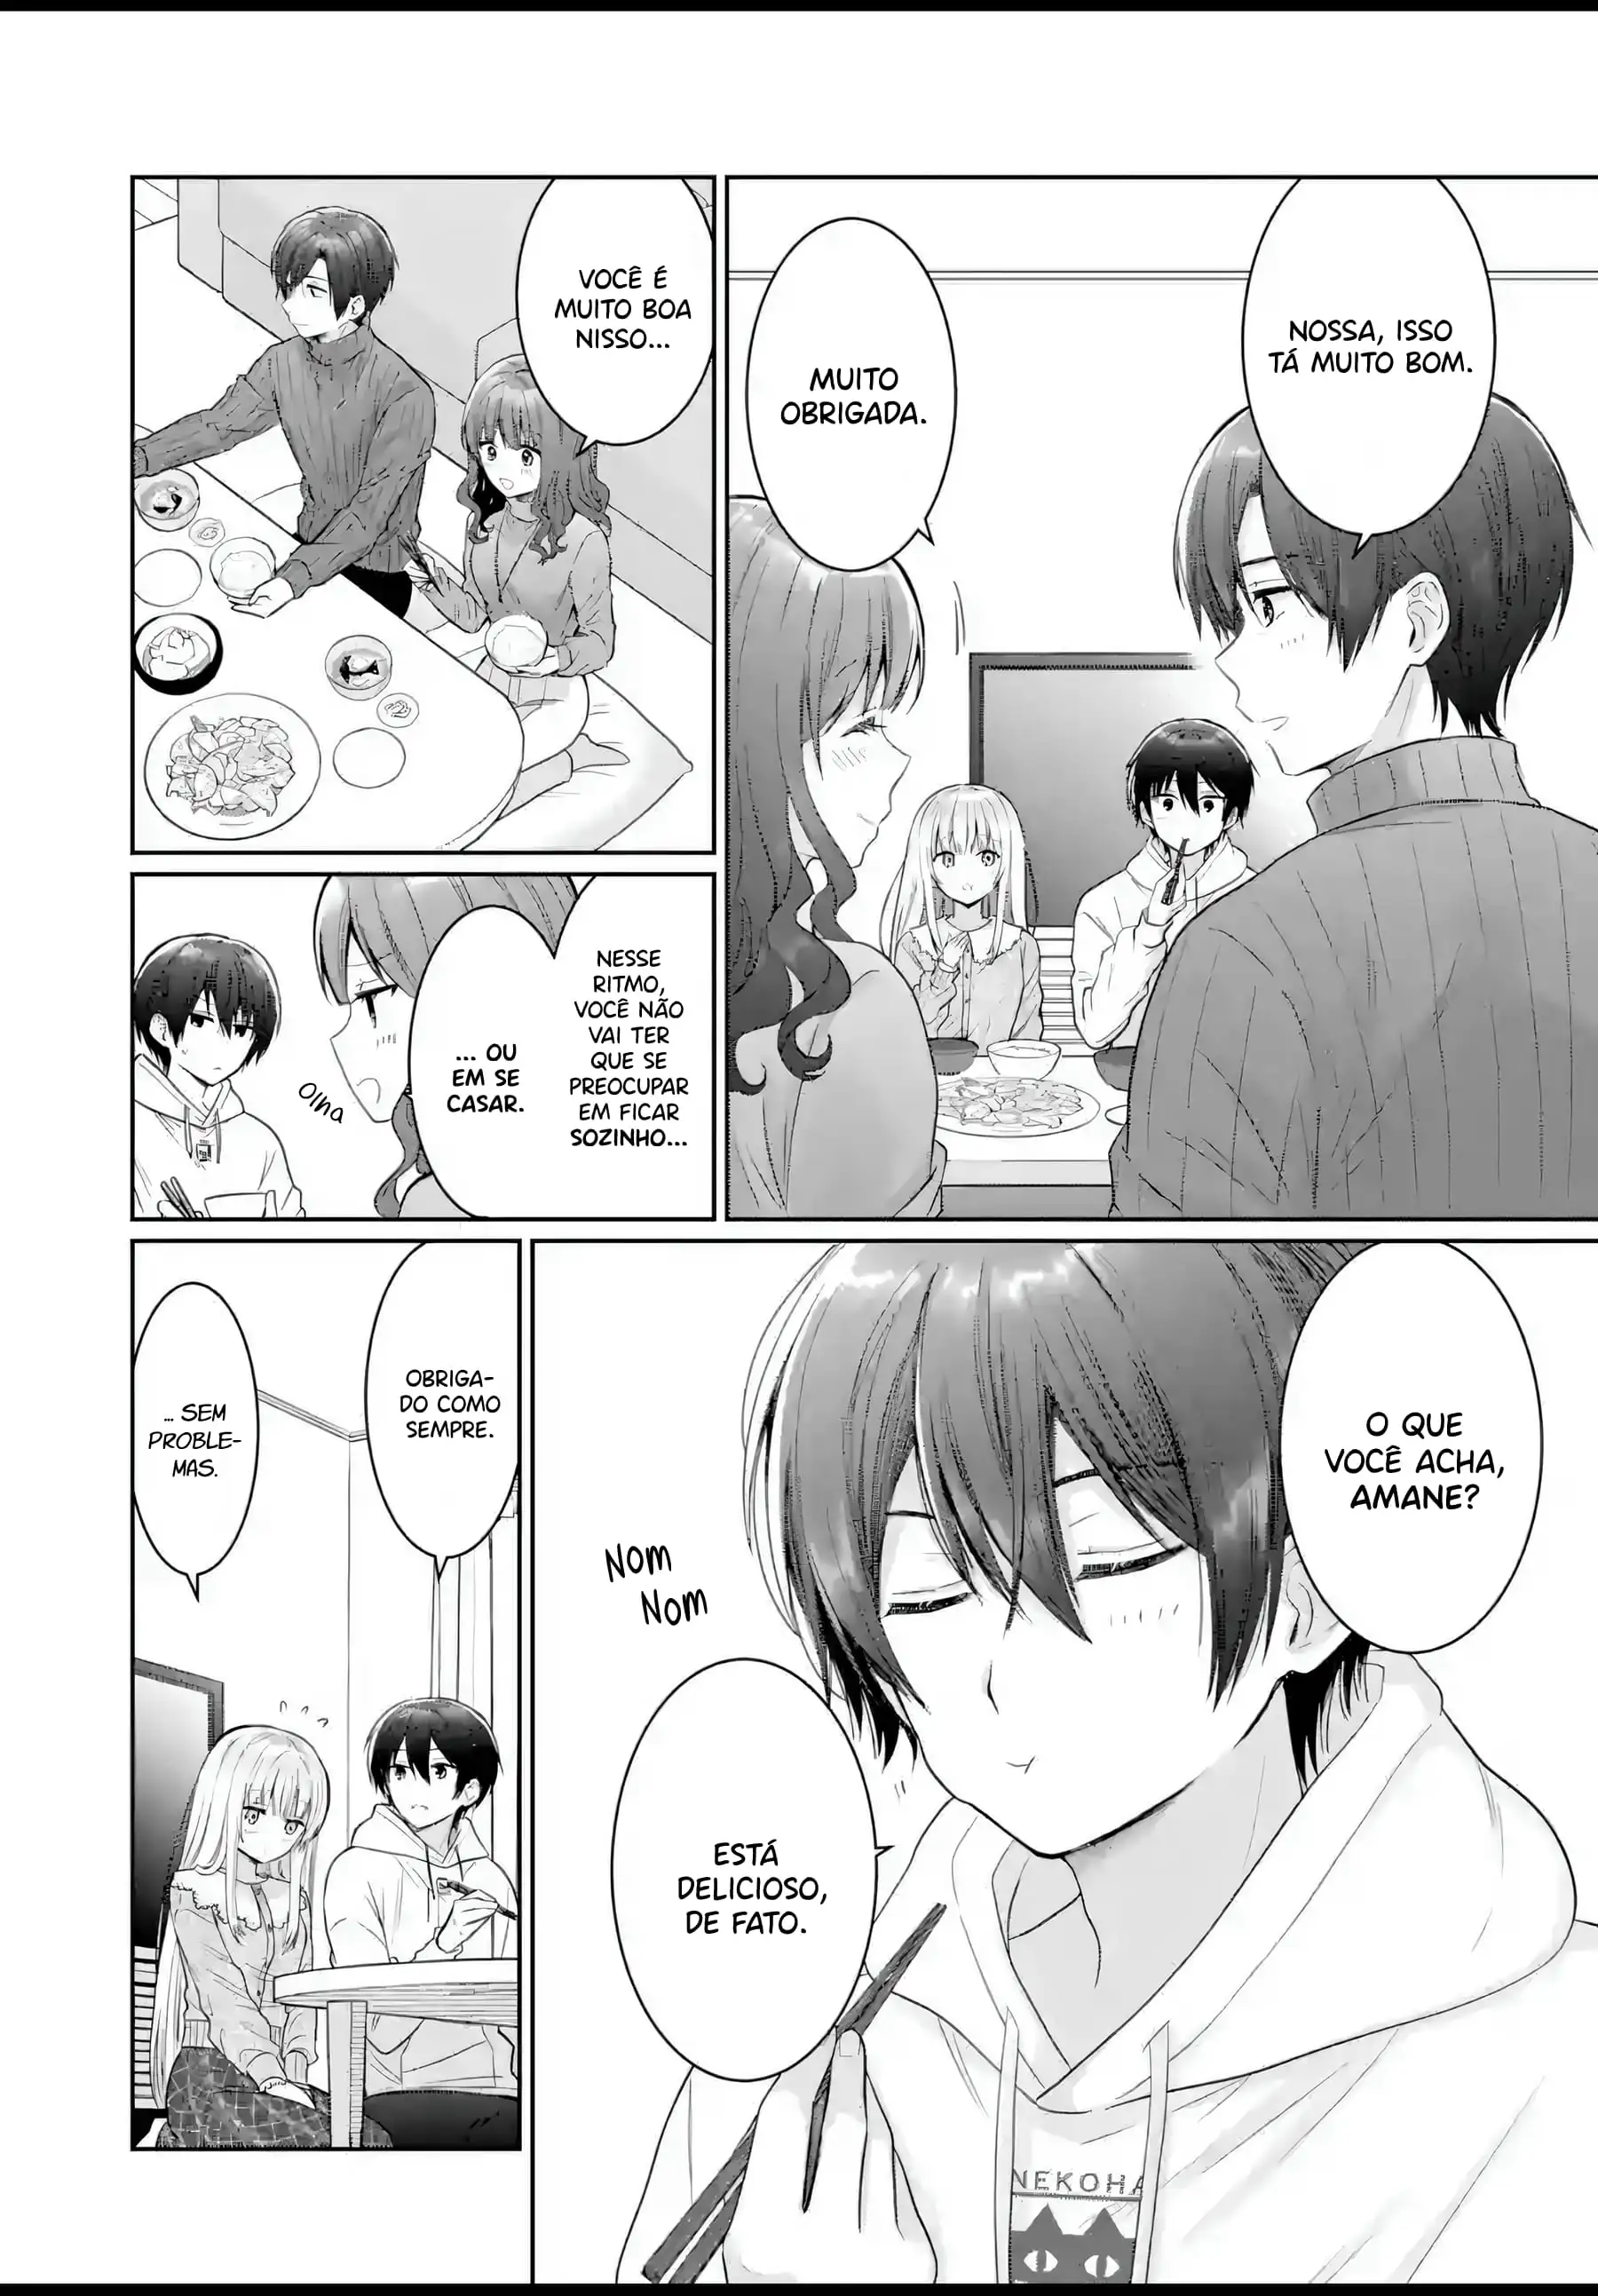 NOSSA, ISSO
TÁ MUITO BOM.
MUITO
OBRIGADA.
VOCÊ É
MUITO BOA
NISSO...
NESSE
RITMO,
VOCÊ NÃO
VAI TER
QUE SE
PREOCUPAR
EM FICAR
SOZINHO...
... OU
EM SE
CASAR.
Olha
O QUE
VOCÊ ACHA,
AMANE?
NOM
NOM
ESTÁ
DELICIOSO,
DE FATO.
NEKOHA
OBRIGA-
DO COMO
SEMPRE.
... SEM
PROBLE-
MAS.